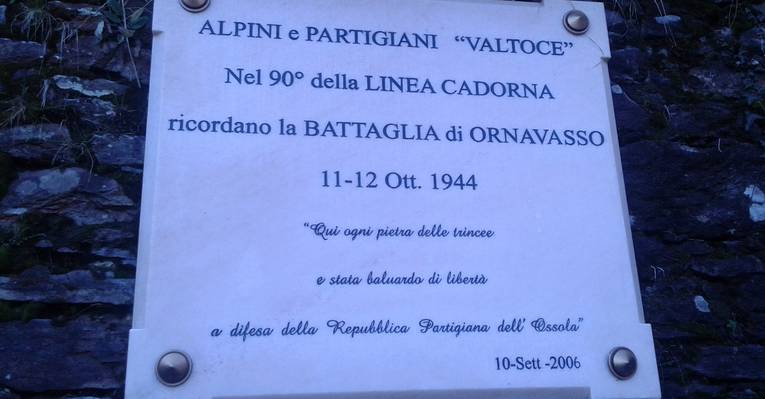 ALPINI e PARTIGIANI "VALTOCE"
Nel 90° della LINEA CADORNA
ricordano la BATTAGLIA di ORNAVASSO
11-12 Ott. 1944
"Qui ogni pietra delle trincee
e stata baluardo di libertà
a difesa della Repubblica Partigiana dell' Ossola"
10-Sett -2006